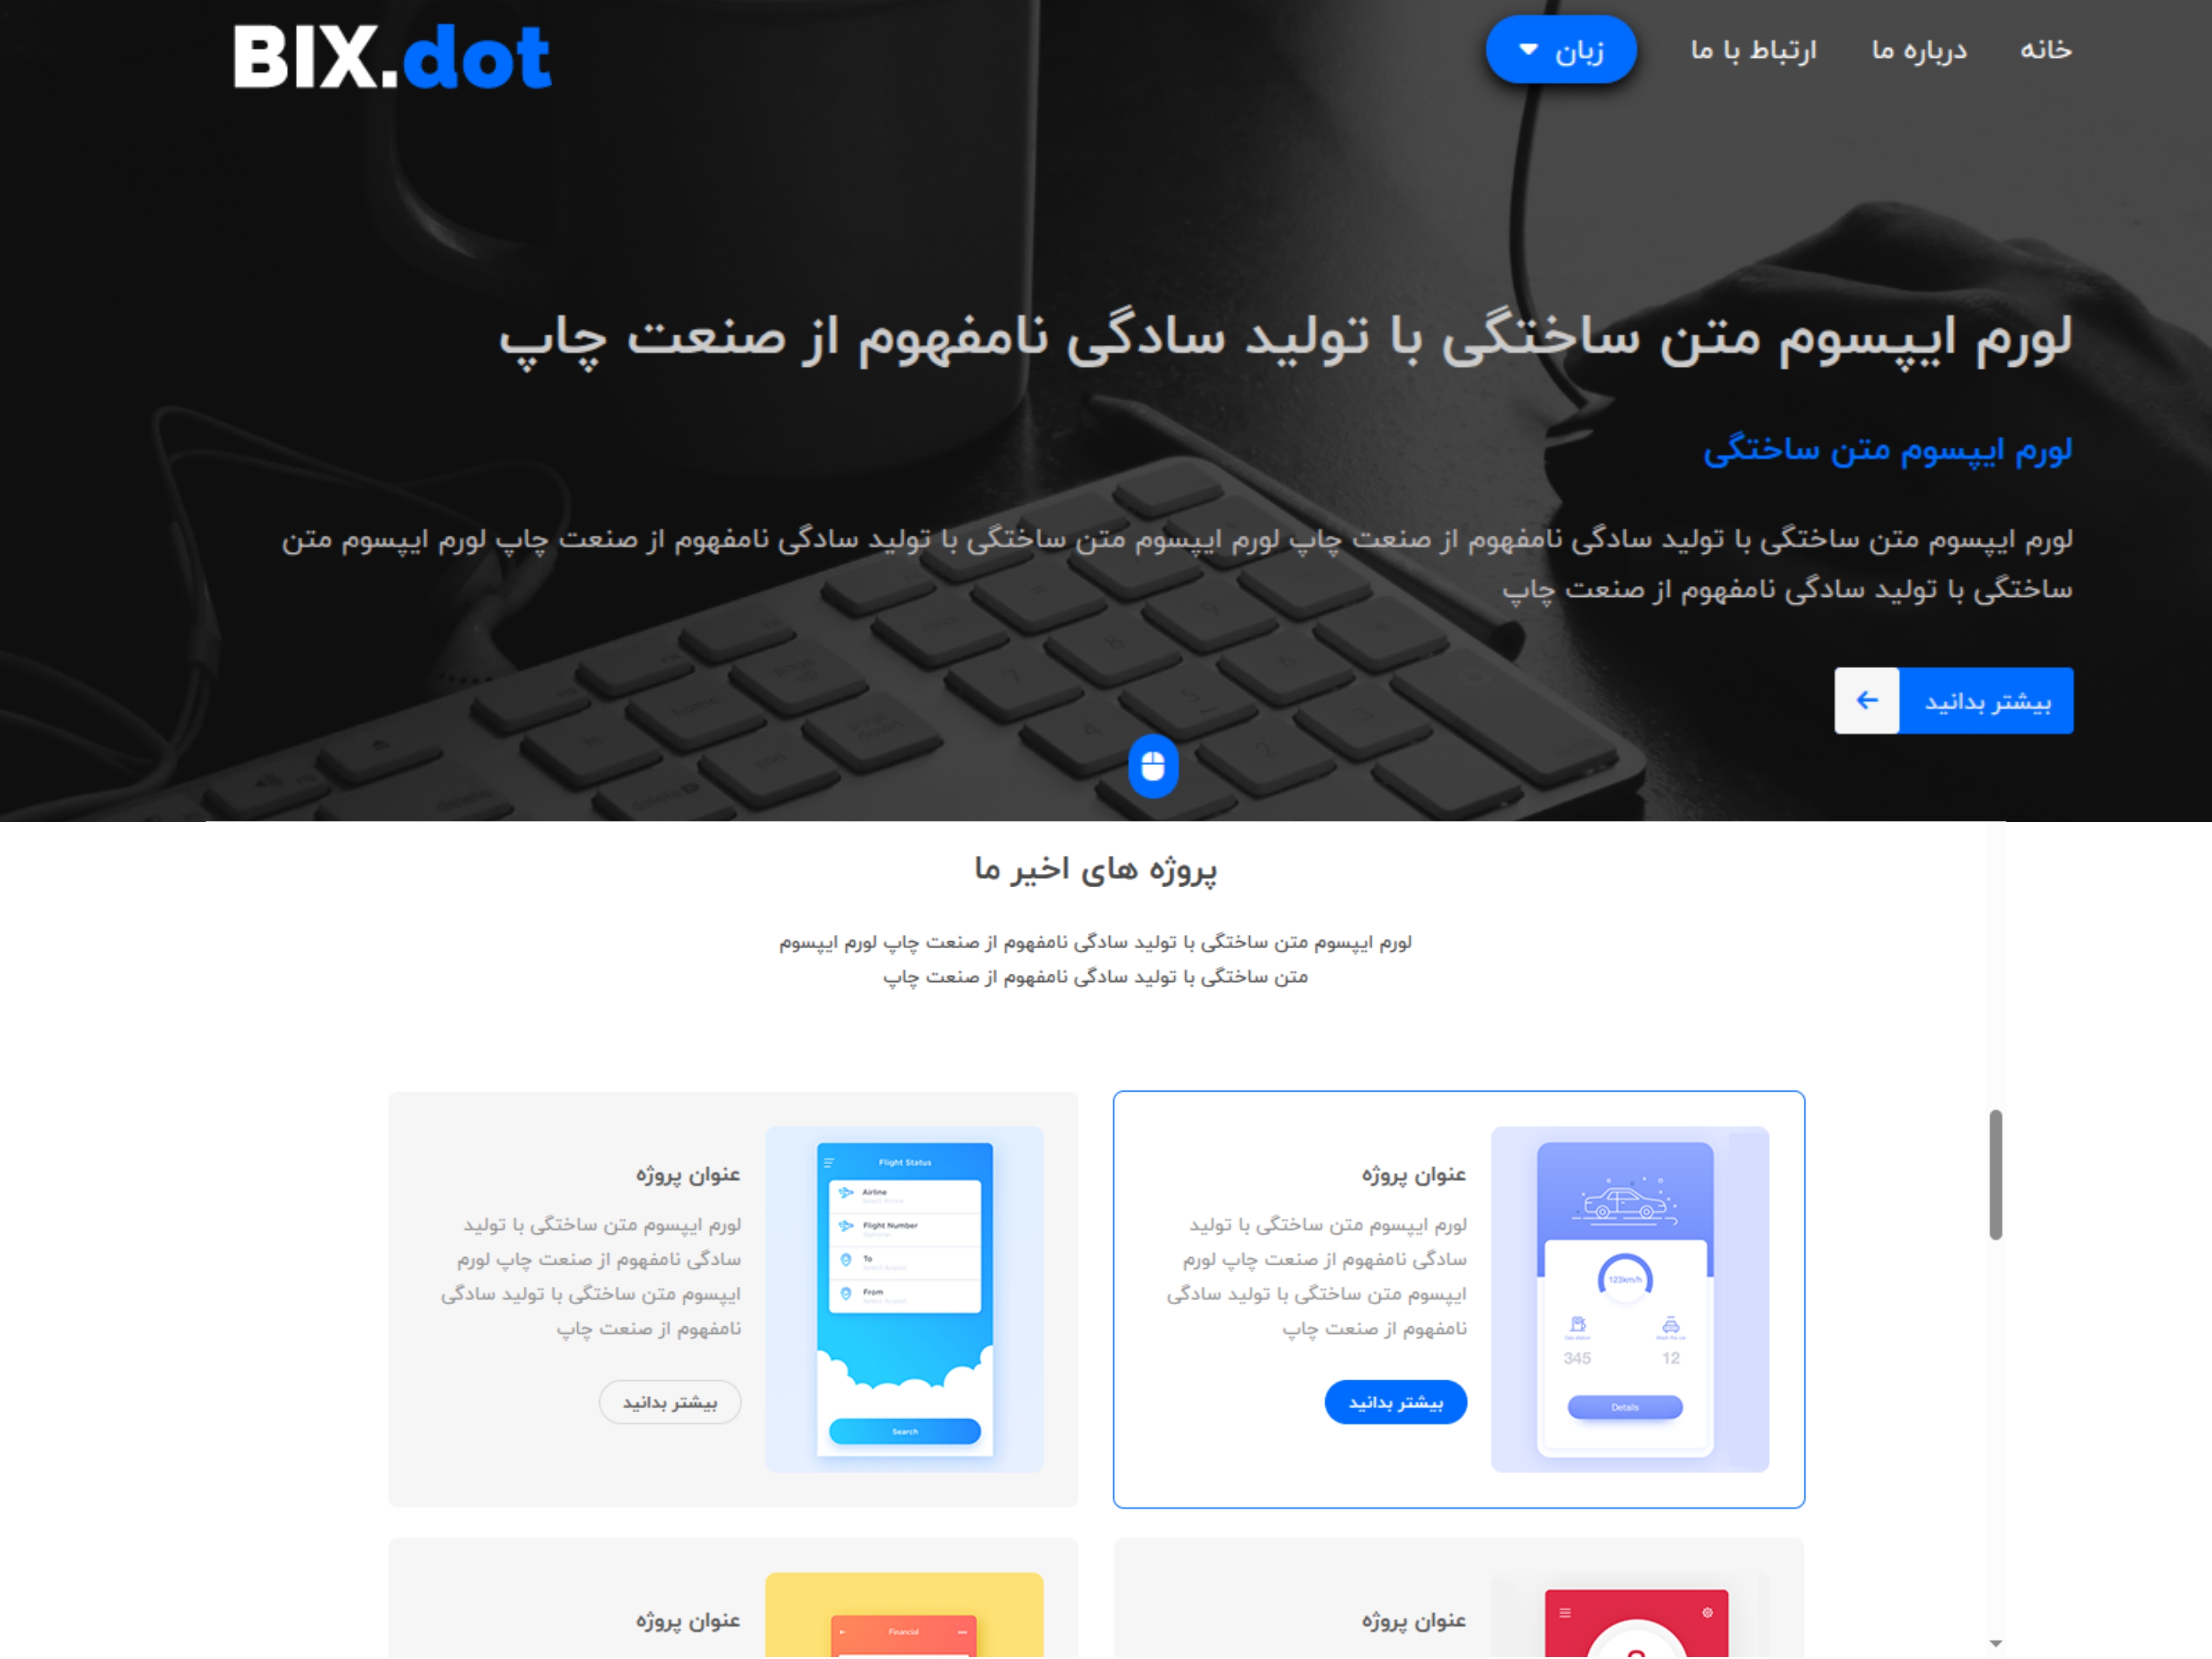 BIX.dot
خانه
درباره ما
ارتباط با ما
زبان
لورم ایپسوم متن ساختگی با تولید سادگی نامفهوم از صنعت چاپ
لورم ایپسوم متن ساختگی
لورم ایپسوم متن ساختگی با تولید سادگی نامفهوم از صنعت چاپ لورم ایپسوم متن ساختگی با تولید سادگی نامفهوم از صنعت چاپ لورم ایپسوم متن
ساختگی با تولید سادگی نامفهوم از صنعت چاپ
بیشتر بدانید
پروژه های اخیر ما
لورم ایپسوم متن ساختگی با تولید سادگی نامفهوم از صنعت چاپ لورم ایپسوم
متن ساختگی با تولید سادگی نامفهوم از صنعت چاپ
123km/h
345
12
Details
عنوان پروژه
لورم ایپسوم متن ساختگی با تولید
سادگی نامفهوم از صنعت چاپ لورم
ایپسوم متن ساختگی با تولید سادگی
نامفهوم از صنعت چاپ
بیشتر بدانید
Flight Status
Airline
Flight Number
To
From
Search
عنوان پروژه
لورم ایپسوم متن ساختگی با تولید
سادگی نامفهوم از صنعت چاپ لورم
ایپسوم متن ساختگی با تولید سادگی
نامفهوم از صنعت چاپ
بیشتر بدانید
عنوان پروژه
Financial
عنوان پروژه